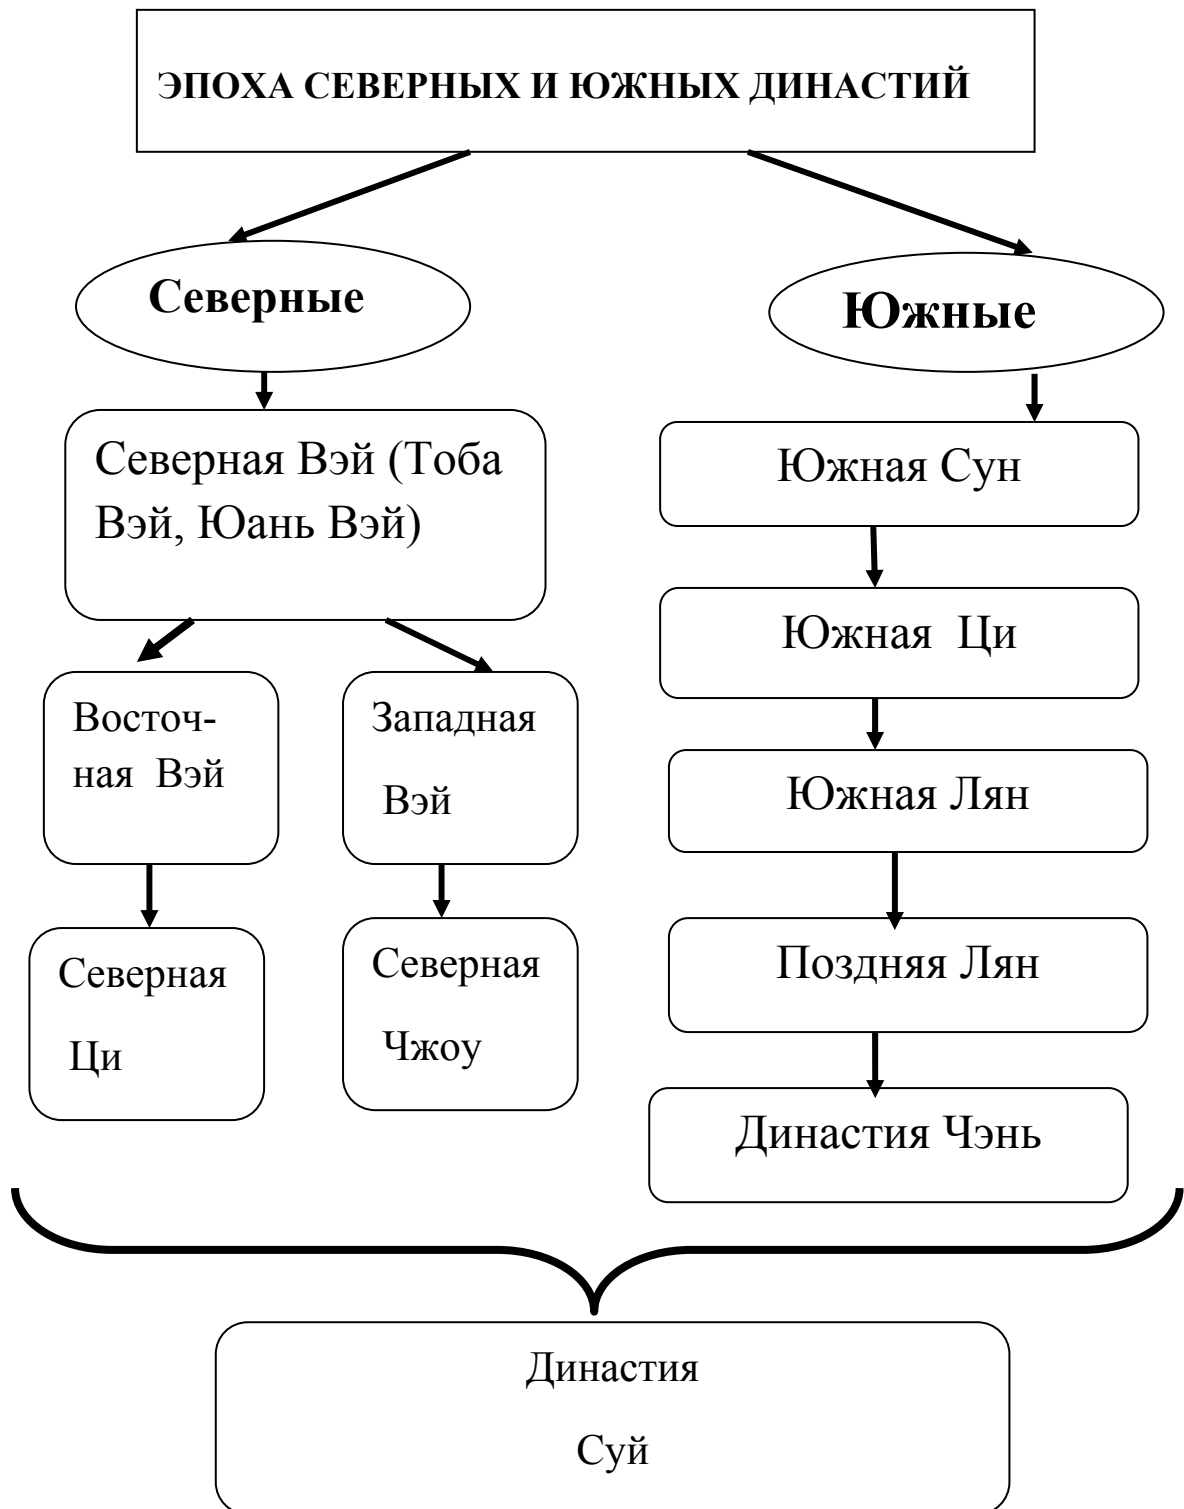 ЭПОХА СЕВЕРНЫХ И ЮЖНЫХ ДИНАСТИЙ
Северные
Южные
Северная Вэй (Тоба
Вэй, Юань Вэй)
Восточ-
ная Вэй
Западная
Вэй
Северная
Ци
Северная
Чжоу
Южная Сун
Южная Ци
Южная Лян
Поздняя Лян
Династия Чэнь
Династия
Суй